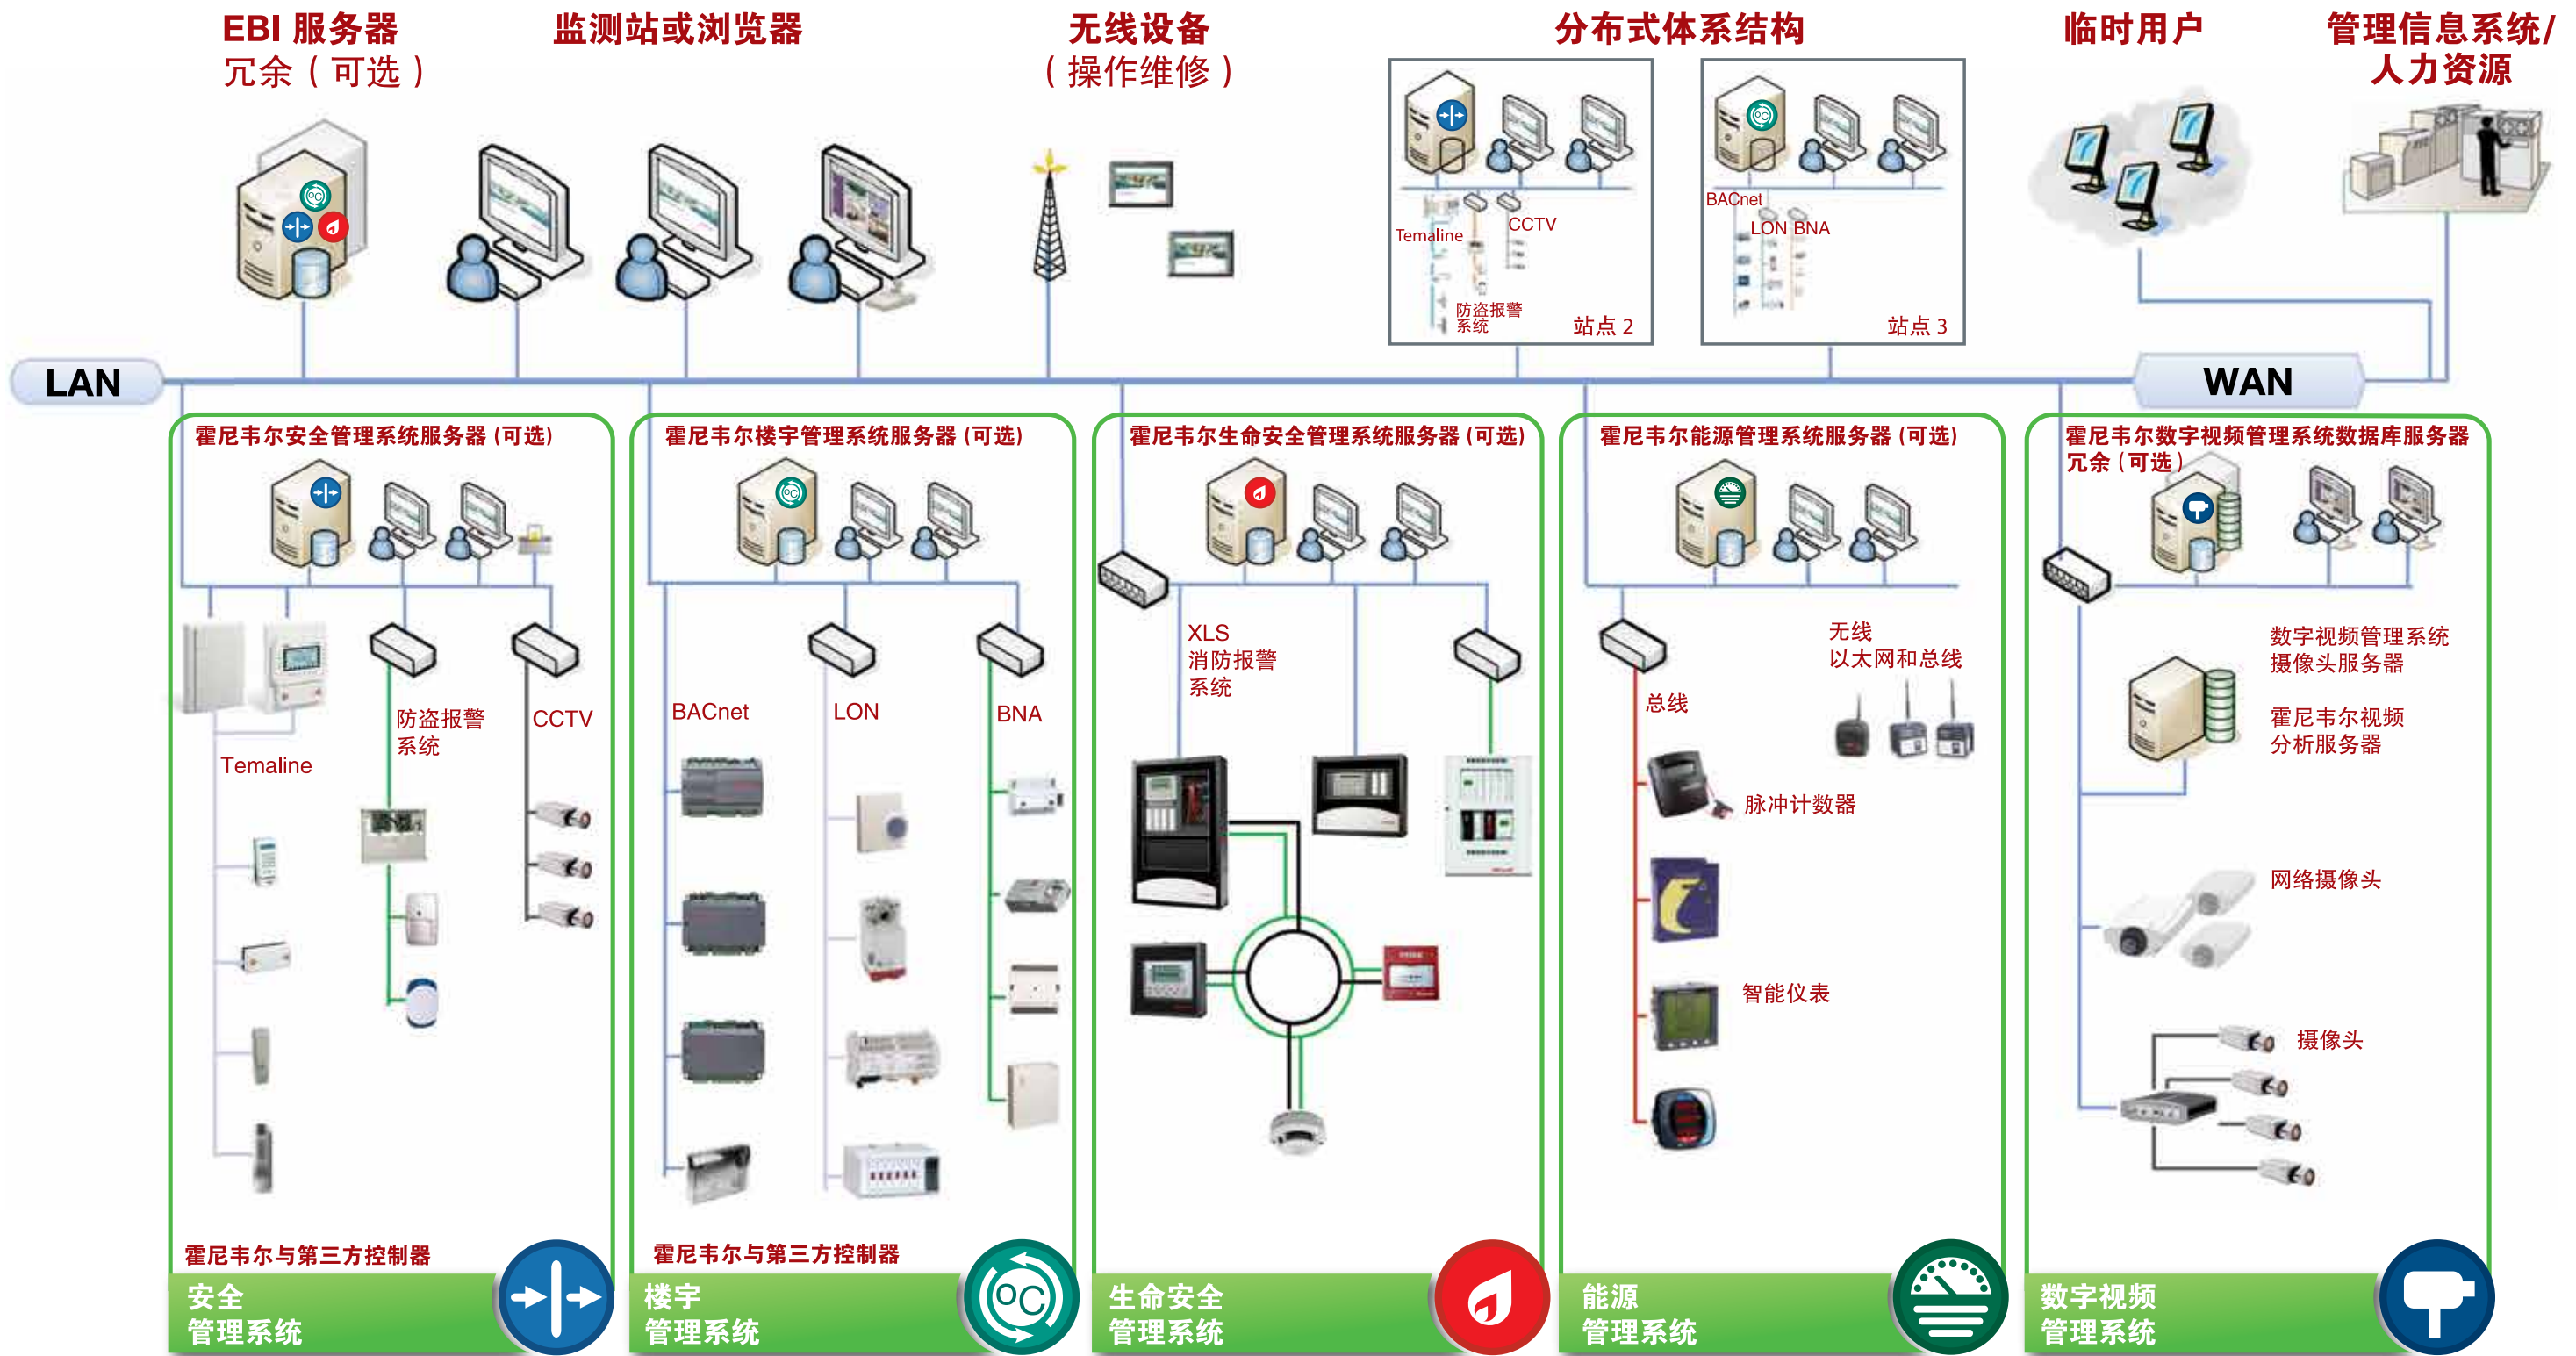 EBI 服务器
冗余（可选）
监测站或浏览器
无线设备
（操作维修）
分布式体系结构
临时用户
管理信息系统/
人力资源
Temaline
CCTV
防盗报警
系统
站点 2
BACnet
LON BNA
站点 3
LAN
WAN
霍尼韦尔安全管理系统服务器 (可选)
Temaline
防盗报警
系统
CCTV
霍尼韦尔与第三方控制器
安全
管理系统
霍尼韦尔楼宇管理系统服务器 (可选)
BACnet
LON
BNA
霍尼韦尔与第三方控制器
楼宇
管理系统
霍尼韦尔生命安全管理系统服务器 (可选)
XLS
消防报警
系统
生命安全
管理系统
霍尼韦尔能源管理系统服务器 (可选)
无线
以太网和总线
总线
脉冲计数器
智能仪表
能源
管理系统
霍尼韦尔数字视频管理系统数据库服务器
冗余 (可选)
数字视频管理系统
摄像头服务器
霍尼韦尔视频
分析服务器
网络摄像头
摄像头
数字视频
管理系统